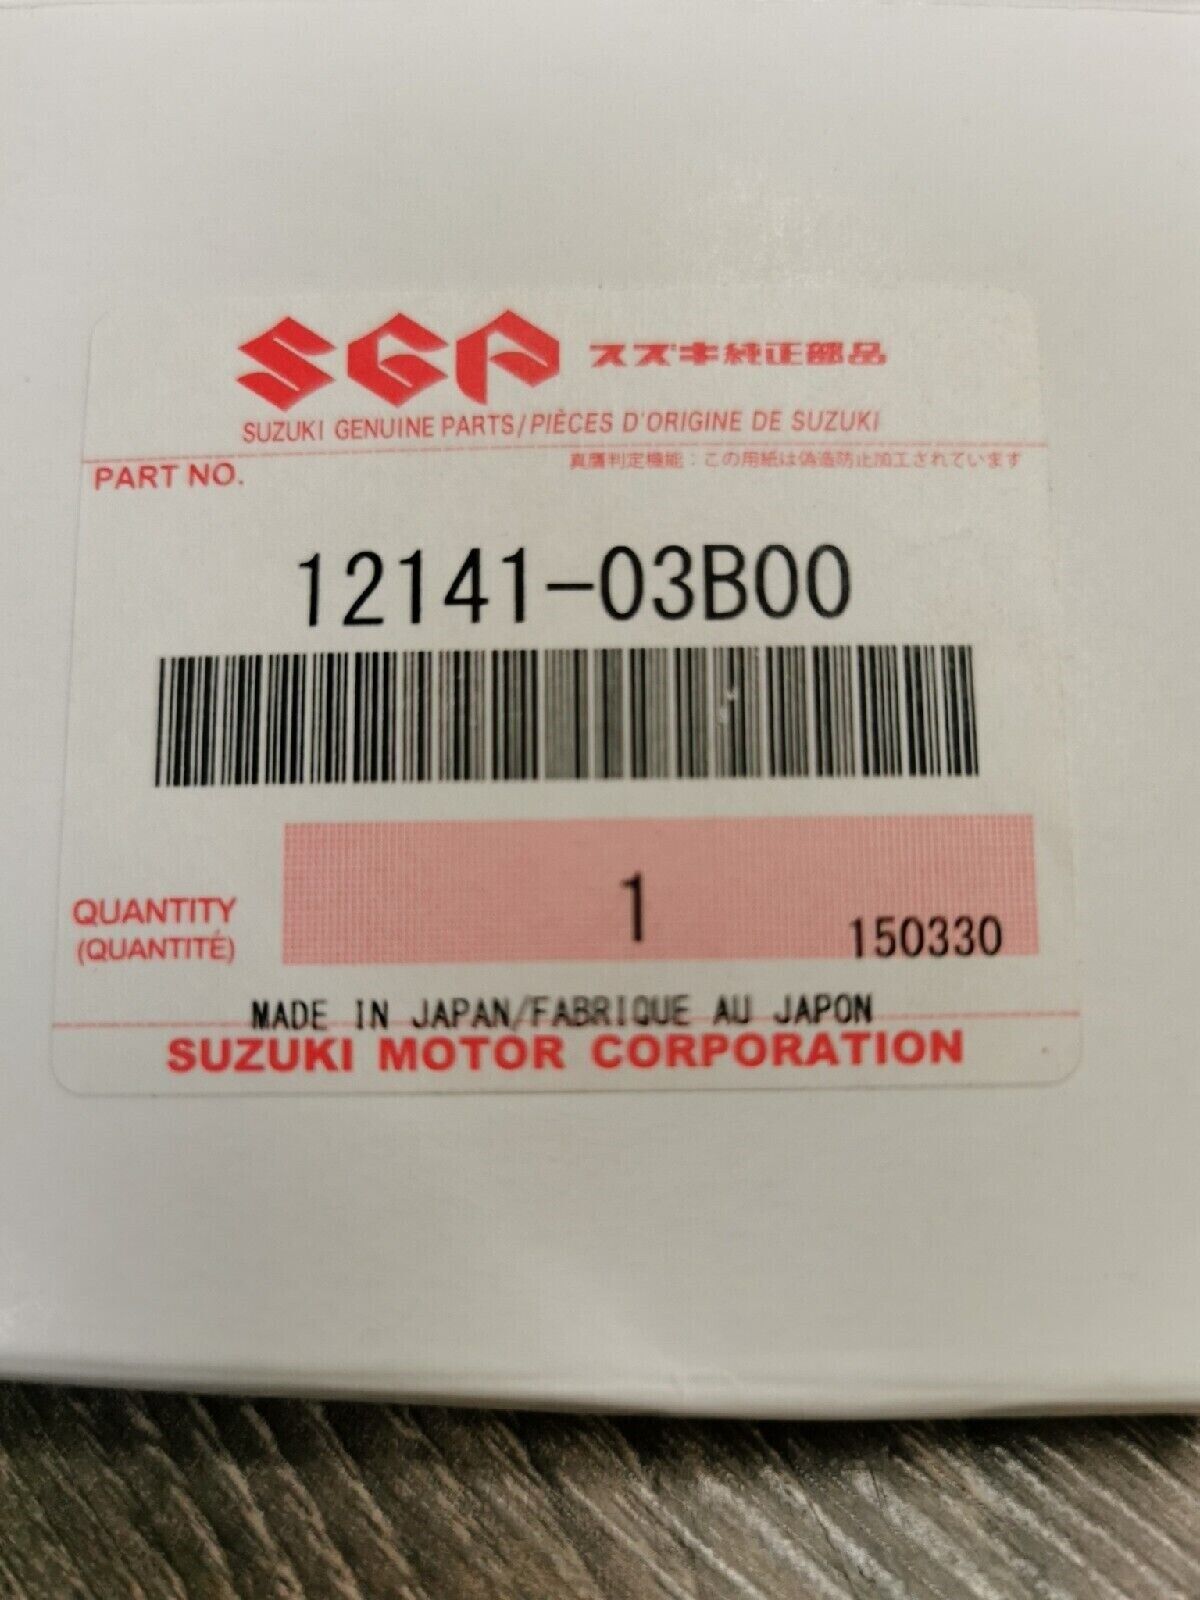 SGP スズキ純正部品
SUZUKI GENUINE PARTS/PIÈCES D'ORIGINE DE SUZUKI
PART NO. 真贋判定機能：この用紙は偽造防止加工されています
12141-03B00
QUANTITY 1
(QUANTITÉ) 150330
MADE IN JAPAN/FABRIQUE AU JAPON
SUZUKI MOTOR CORPORATION